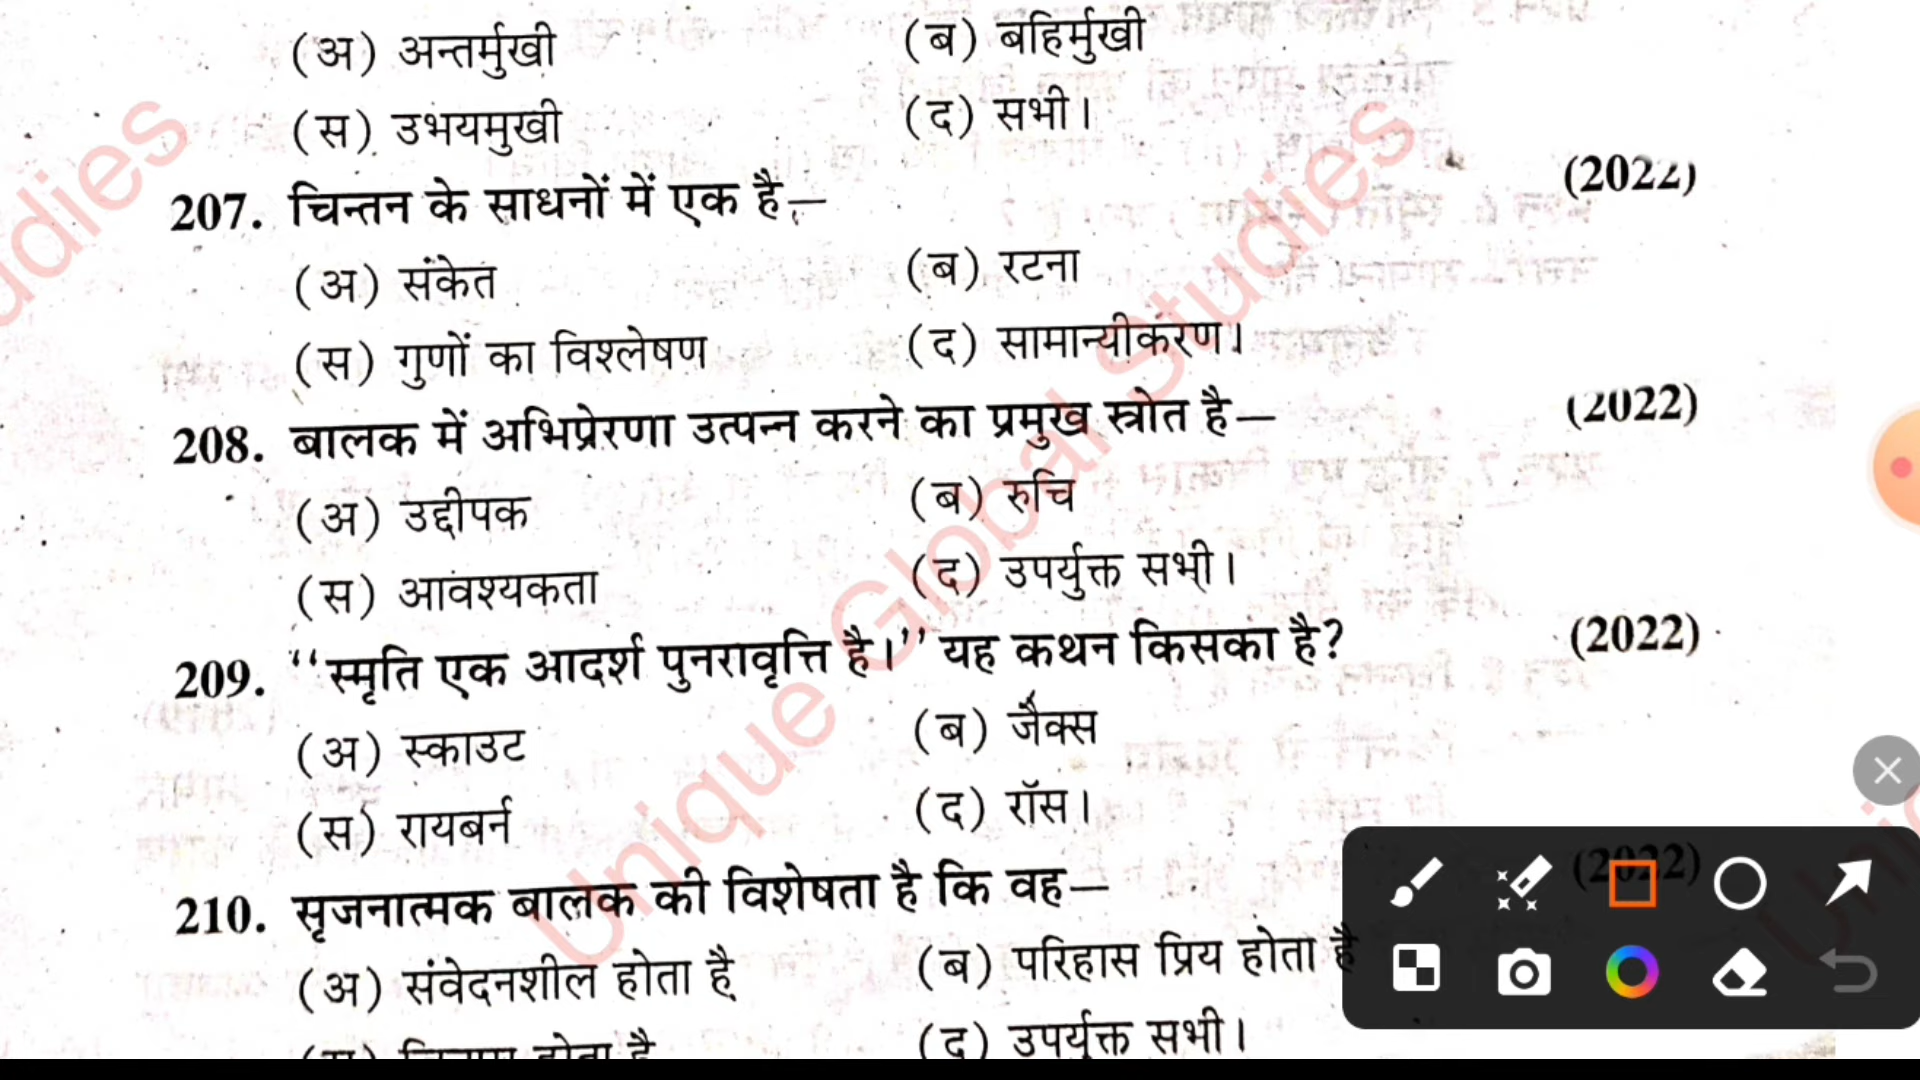 (अ) अन्तर्मुखी (ब) बहिर्मुखी
(स) उभयमुखी (द) सभी।
207. चिन्तन के साधनों में एक है— (2022)
(अ) संकेत (ब) रटना
(स) गुणों का विश्लेषण (द) सामान्यीकरण।
208. बालक में अभिप्रेरणा उत्पन्न करने का प्रमुख स्त्रोत है— (2022)
(अ) उद्दीपक (ब) रुचि
(स) आवश्यकता (द) उपर्युक्त सभी।
209. ‘‘स्मृति एक आदर्श पुनरावृत्ति है।’’ यह कथन किसका है? (2022)
(अ) स्काउट (ब) जैक्स
(स) रायबर्न (द) रॉस।
210. सृजनात्मक बालक की विशेषता है कि वह— (2022)
(अ) संवेदनशील होता है (ब) परिहास प्रिय होता है
होता है (द) उपर्युक्त सभी।
Unique Global Studies